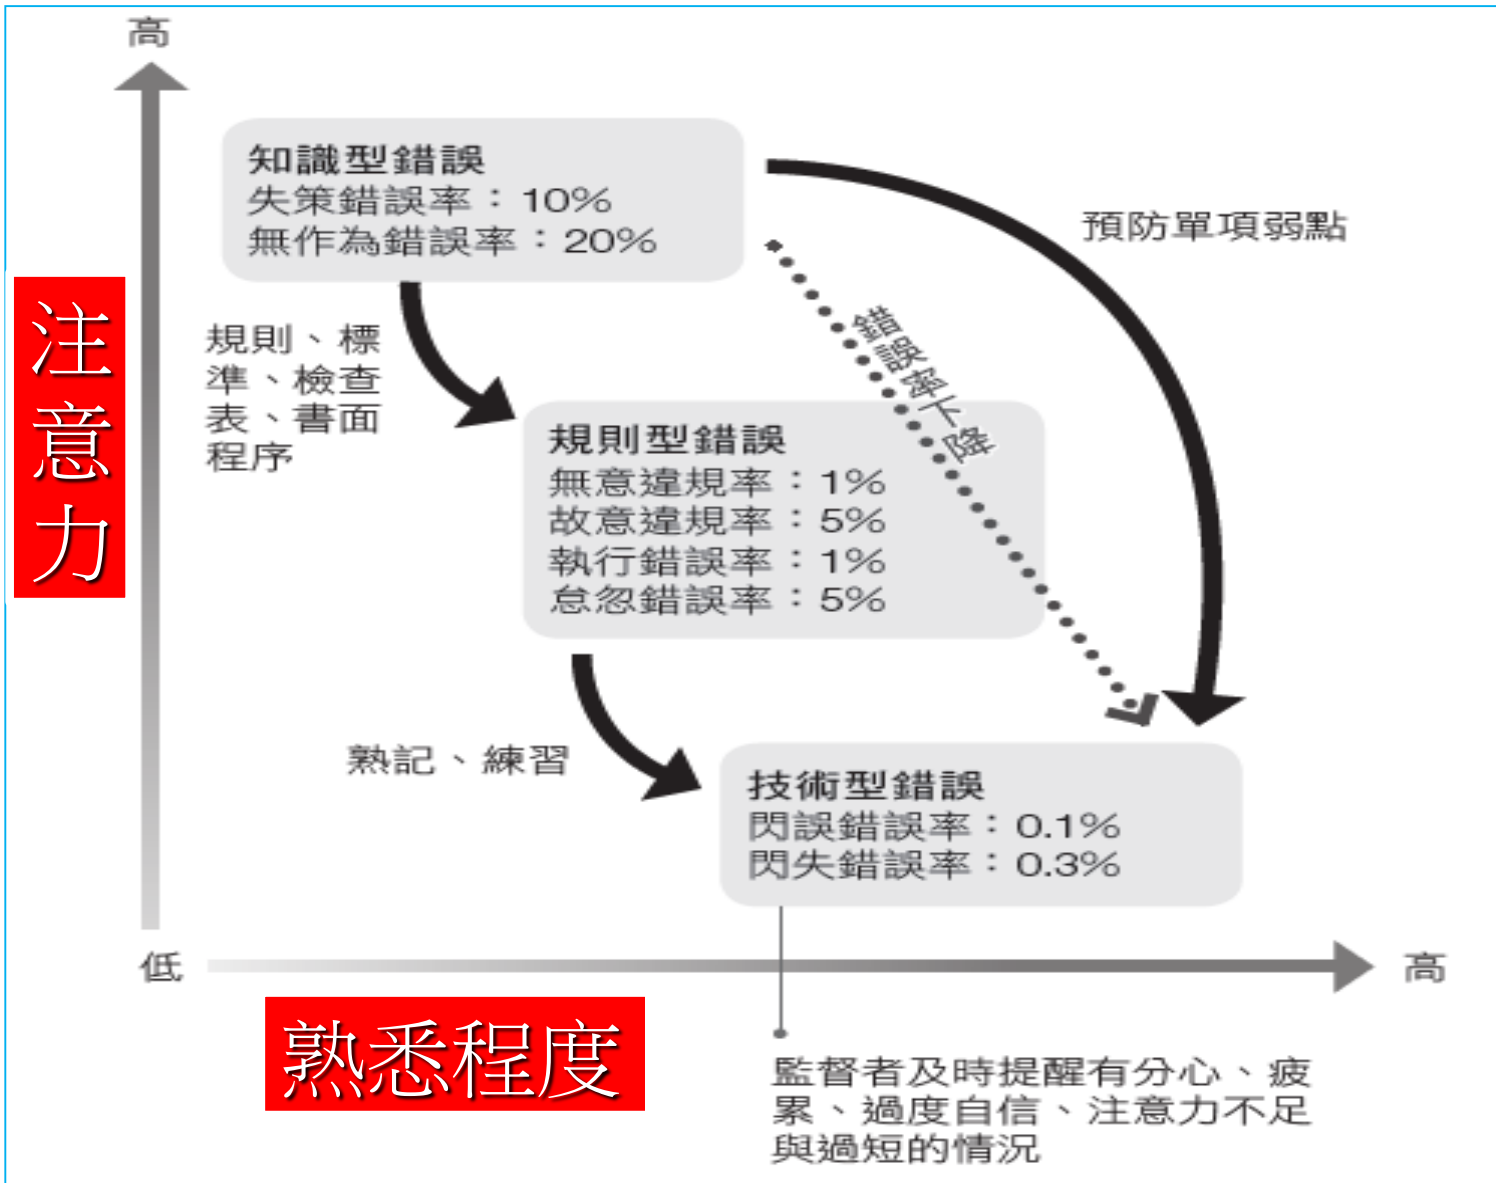 高
知識型錯誤
失策錯誤率：10%
無作為錯誤率：20%
預防單項弱點
注意力
規則、標
準、檢查
表、書面
程序
錯誤率下降
規則型錯誤
無意違規率：1%
故意違規率：5%
執行錯誤率：1%
怠忽錯誤率：5%
熟記、練習
技術型錯誤
閃誤錯誤率：0.1%
閃失錯誤率：0.3%
低
高
熟悉程度
監督者及時提醒有分心、疲
累、過度自信、注意力不足
與過短的情況